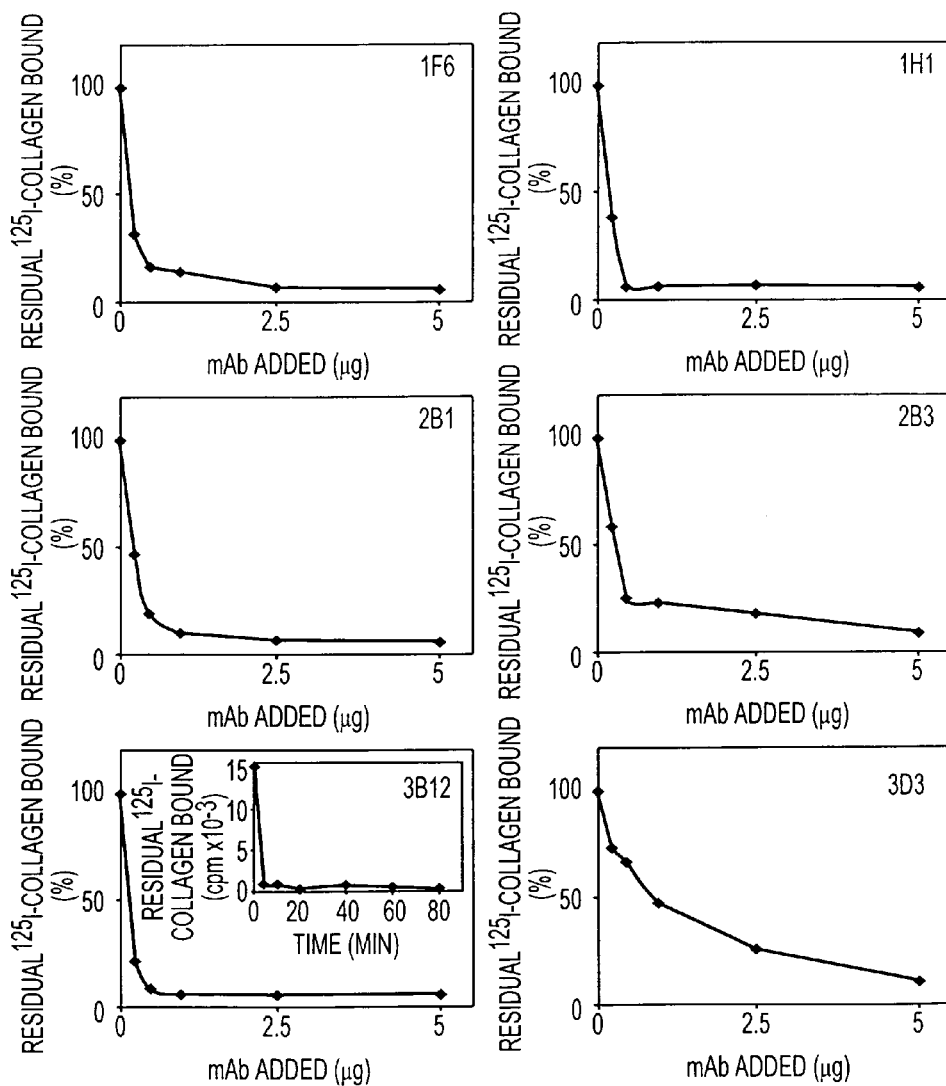 RESIDUAL 125I-COLLAGEN BOUND
(%)
100
50
0
1F6
0 2.5 5
mAb ADDED (µg)
RESIDUAL 125I-COLLAGEN BOUND
(%)
100
50
0
1H1
0 2.5 5
mAb ADDED (µg)
RESIDUAL 125I-COLLAGEN BOUND
(%)
100
50
0
2B1
0 2.5 5
mAb ADDED (µg)
RESIDUAL 125I-COLLAGEN BOUND
(%)
100
50
0
2B3
0 2.5 5
mAb ADDED (µg)
RESIDUAL 125I-COLLAGEN BOUND
(%)
100
50
0
RESIDUAL 125I-
COLLAGEN BOUND
(cpm x10-3)
15
10
5
0
3B12
0 20 40 60 80
TIME (MIN)
0 2.5 5
mAb ADDED (µg)
RESIDUAL 125I-COLLAGEN BOUND
(%)
100
50
0
3D3
0 2.5 5
mAb ADDED (µg)